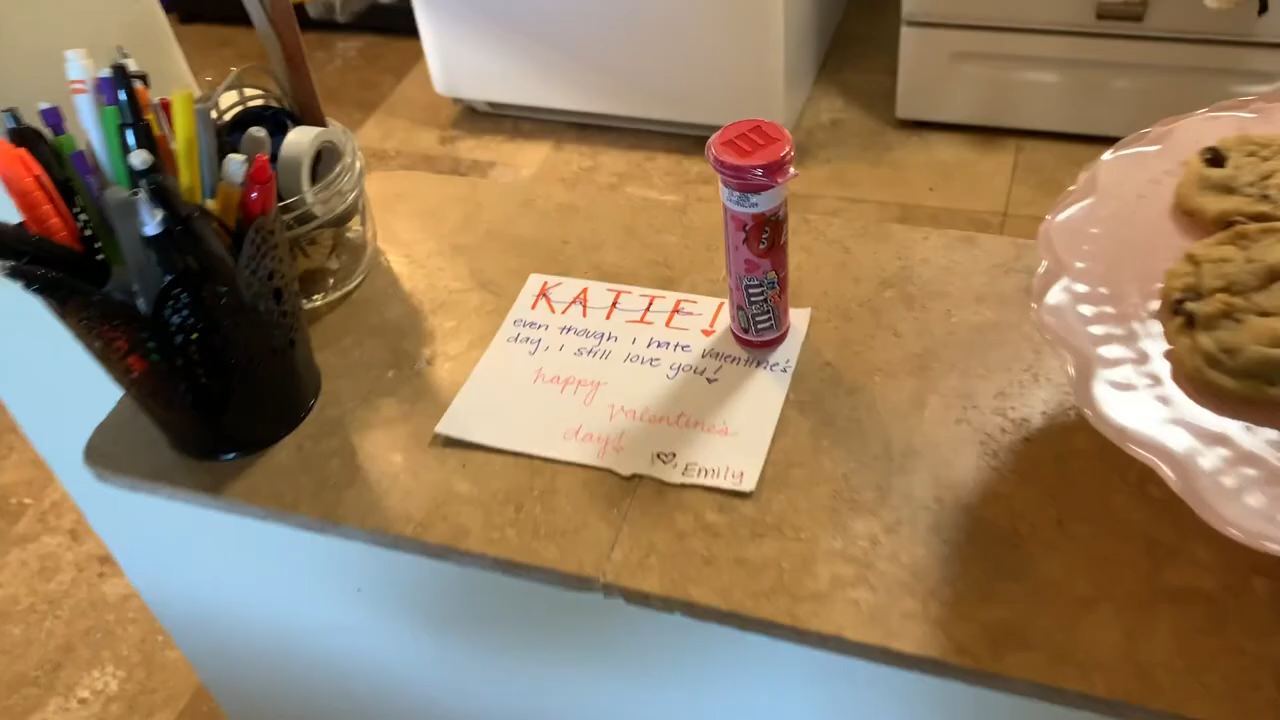 KATIE!
even though i hate valentine's
day, i still love you!
happy
valentine's
day!
Emily
m&m's